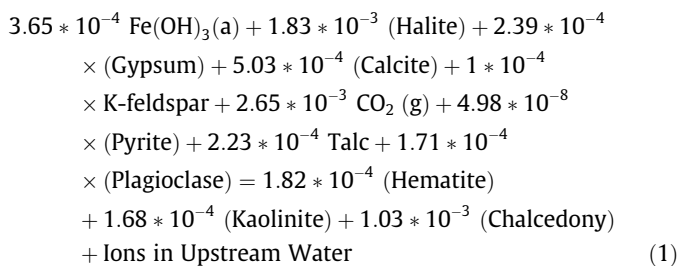 3.65 * 10⁻⁴ Fe(OH)₃(a) + 1.83 * 10⁻³ (Halite) + 2.39 * 10⁻⁴
× (Gypsum) + 5.03 * 10⁻⁴ (Calcite) + 1 * 10⁻⁴
× K-feldspar + 2.65 * 10⁻³ CO₂ (g) + 4.98 * 10⁻⁸
× (Pyrite) + 2.23 * 10⁻⁴ Talc + 1.71 * 10⁻⁴
× (Plagioclase) = 1.82 * 10⁻⁴ (Hematite)
+ 1.68 * 10⁻⁴ (Kaolinite) + 1.03 * 10⁻³ (Chalcedony)
+ Ions in Upstream Water (1)